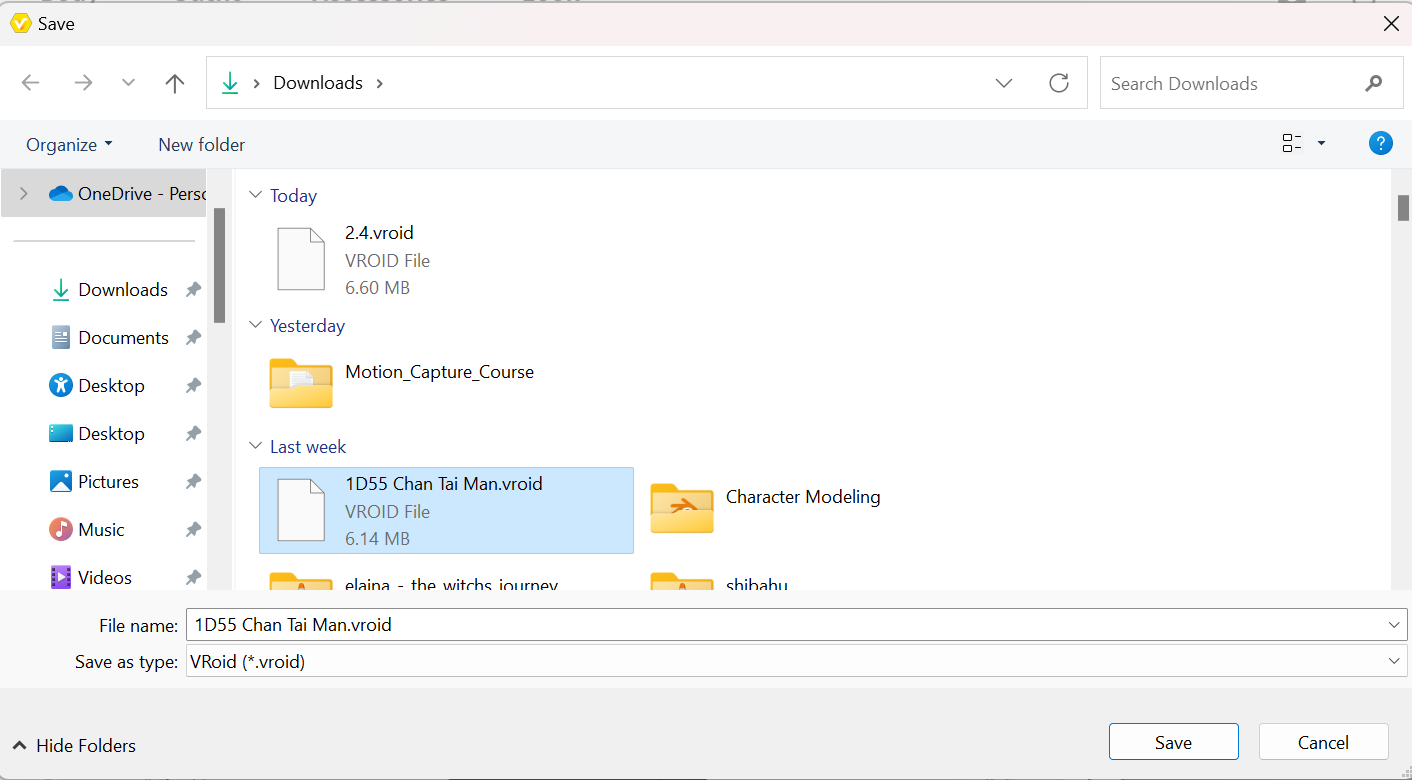 Save
Downloads
Search Downloads
Organize
New folder
?
OneDrive - Perso
Downloads
Documents
Desktop
Desktop
Pictures
Music
Videos
Today
2.4.vroid
VROID File
6.60 MB
Yesterday
Motion_Capture_Course
Last week
1D55 Chan Tai Man.vroid
VROID File
6.14 MB
Character Modeling
elaina - the witchs journey
shibahu
File name: 1D55 Chan Tai Man.vroid
Save as type: VRoid (*.vroid)
Hide Folders
Save
Cancel